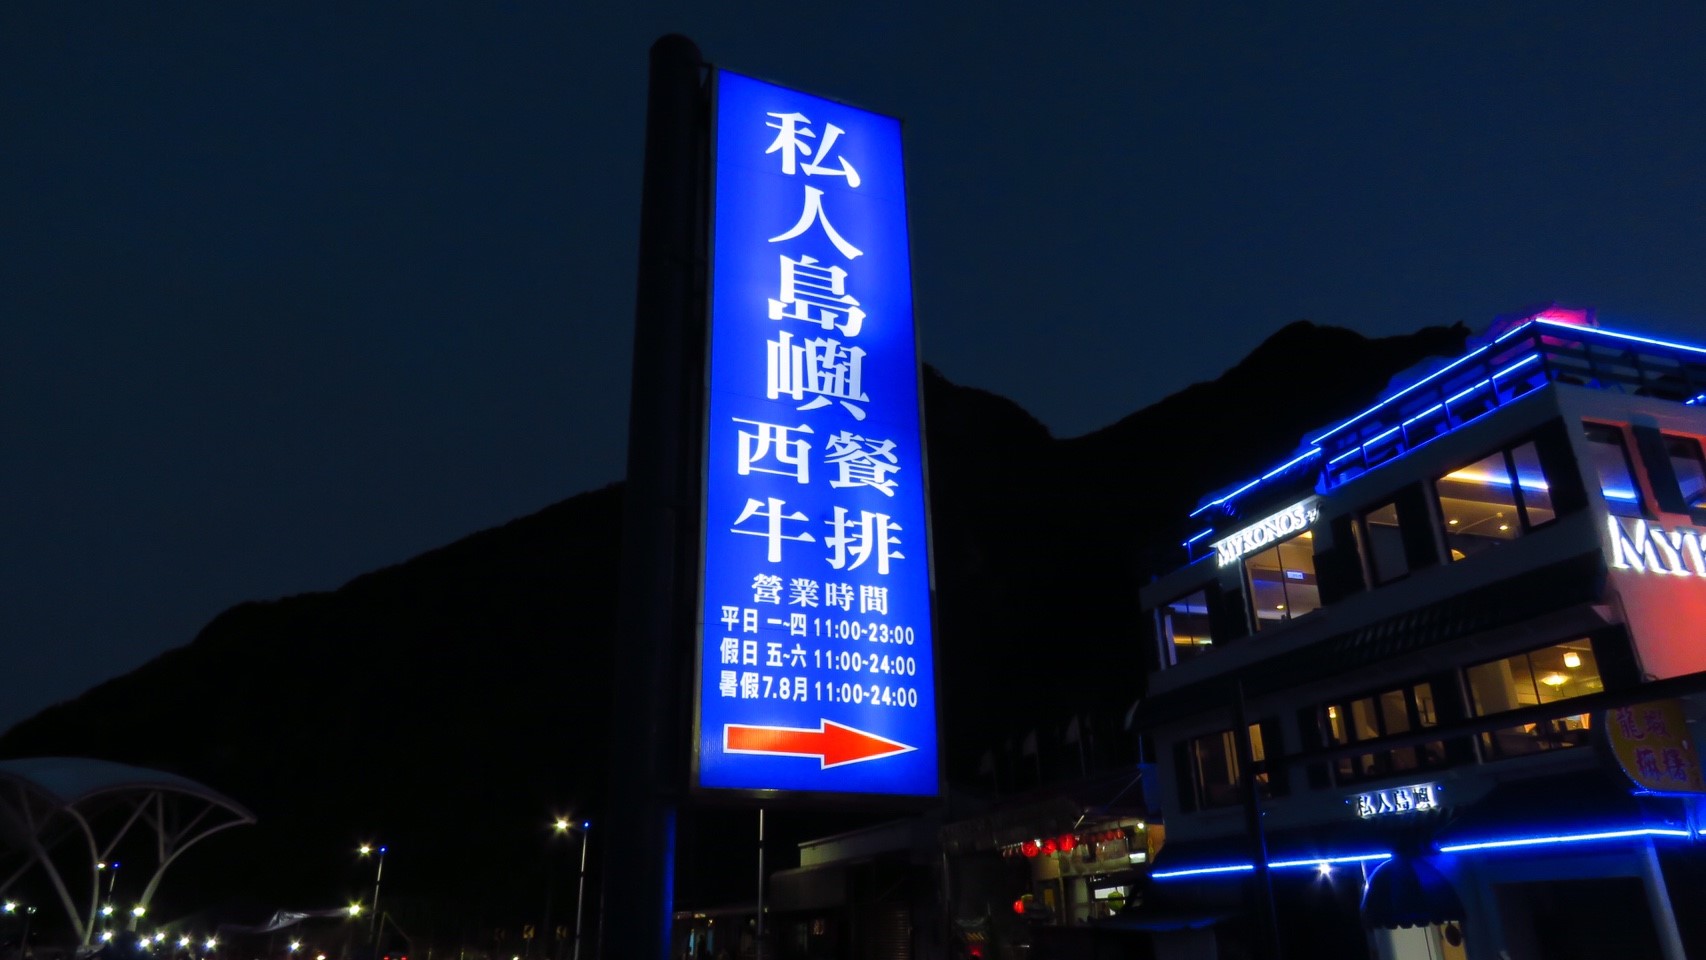 私人島嶼
西餐
牛排
營業時間
平日 一~四 11:00~23:00
假日 五~六 11:00~24:00
暑假7.8月 11:00~24:00
MYKONOS
私人島嶼